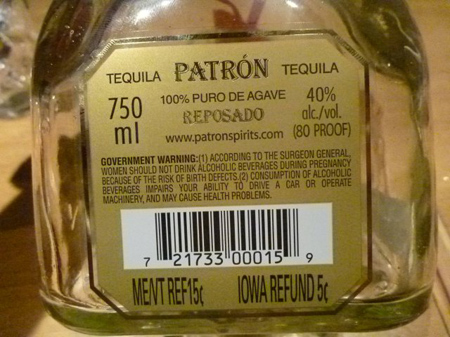 TEQUILA PATRÓN TEQUILA
750 ml
100% PURO DE AGAVE
REPOSADO
www.patronspirits.com
40% alc./vol. (80 PROOF)
GOVERNMENT WARNING:(1) ACCORDING TO THE SURGEON GENERAL,
WOMEN SHOULD NOT DRINK ALCOHOLIC BEVERAGES DURING PREGNANCY
BECAUSE OF THE RISK OF BIRTH DEFECTS.(2) CONSUMPTION OF ALCOHOLIC
BEVERAGES IMPAIRS YOUR ABILITY TO DRIVE A CAR OR OPERATE
MACHINERY, AND MAY CAUSE HEALTH PROBLEMS.
7 21733 00015 9
ME/VT REF15¢ IOWA REFUND 5¢